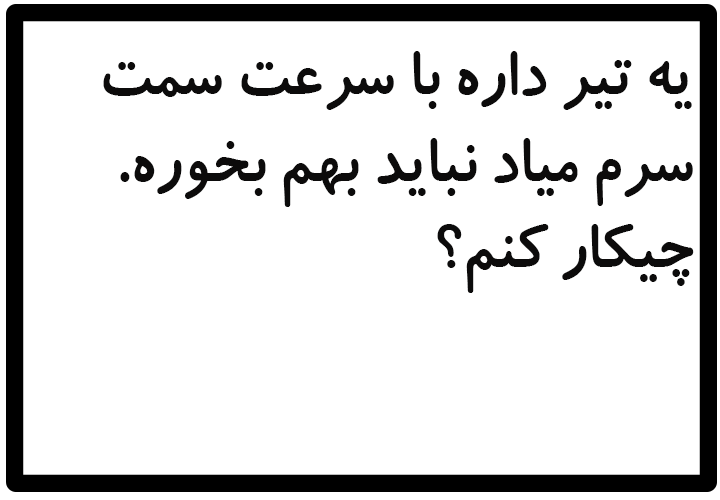 یه تیر داره با سرعت سمت
سرم میاد نباید بهم بخوره.
چیکار کنم؟